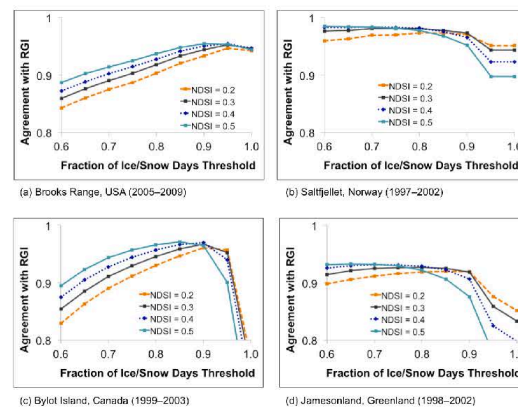 1
Agreement with RGI
0.9
0.8
NDSI = 0.2
NDSI = 0.3
NDSI = 0.4
NDSI = 0.5
0.6 0.7 0.8 0.9 1.0
Fraction of Ice/Snow Days Threshold
(a) Brooks Range, USA (2005–2009)
1
Agreement with RGI
0.9
0.8
NDSI = 0.2
NDSI = 0.3
NDSI = 0.4
NDSI = 0.5
0.6 0.7 0.8 0.9 1.0
Fraction of Ice/Snow Days Threshold
(b) Saltfjellet, Norway (1997–2002)
1
Agreement with RGI
0.9
0.8
NDSI = 0.2
NDSI = 0.3
NDSI = 0.4
NDSI = 0.5
0.6 0.7 0.8 0.9 1.0
Fraction of Ice/Snow Days Threshold
(c) Bylot Island, Canada (1999–2003)
1
Agreement with RGI
0.9
0.8
NDSI = 0.2
NDSI = 0.3
NDSI = 0.4
NDSI = 0.5
0.6 0.7 0.8 0.9 1.0
Fraction of Ice/Snow Days Threshold
(d) Jamesonland, Greenland (1998–2002)